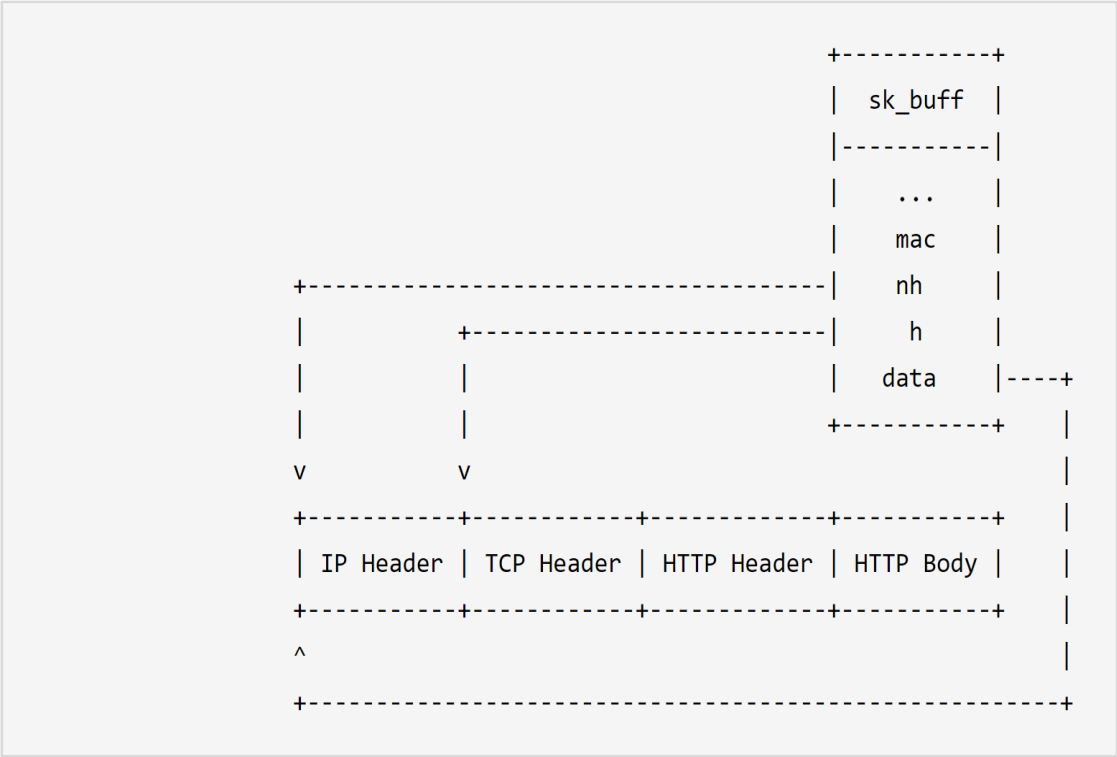 +-----------+
| sk_buff |
|-----------|
| ... |
| mac |
+--------------------------------------| nh |
| +--------------------------| h |
| | | data |----+
| | +-----------+ |
v v |
+-----------+------------+-------------+-----------+ |
| IP Header | TCP Header | HTTP Header | HTTP Body | |
+-----------+------------+-------------+-----------+ |
^ |
+-------------------------------------------------------+